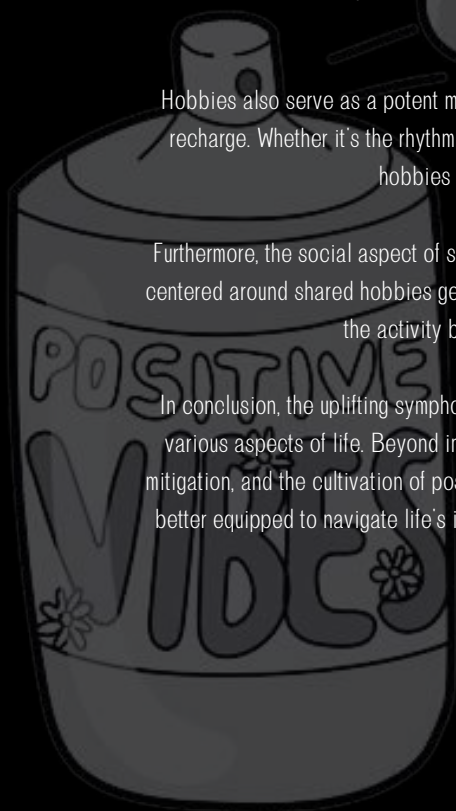 Hobbies also serve as a potent m
recharge. Whether it's the rhythm
hobbies
Furthermore, the social aspect of s
centered around shared hobbies ge
the activity b
POSITIVE
In conclusion, the uplifting sympho
various aspects of life. Beyond in
VIBES
mitigation, and the cultivation of pos
better equipped to navigate life's i